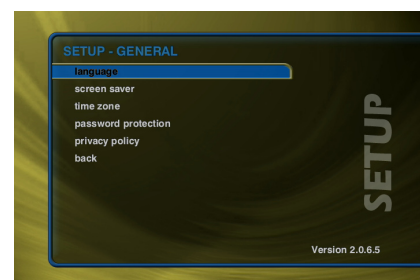 SETUP - GENERAL
language
screen saver
time zone
password protection
privacy policy
back
SETUP
Version 2.0.6.5